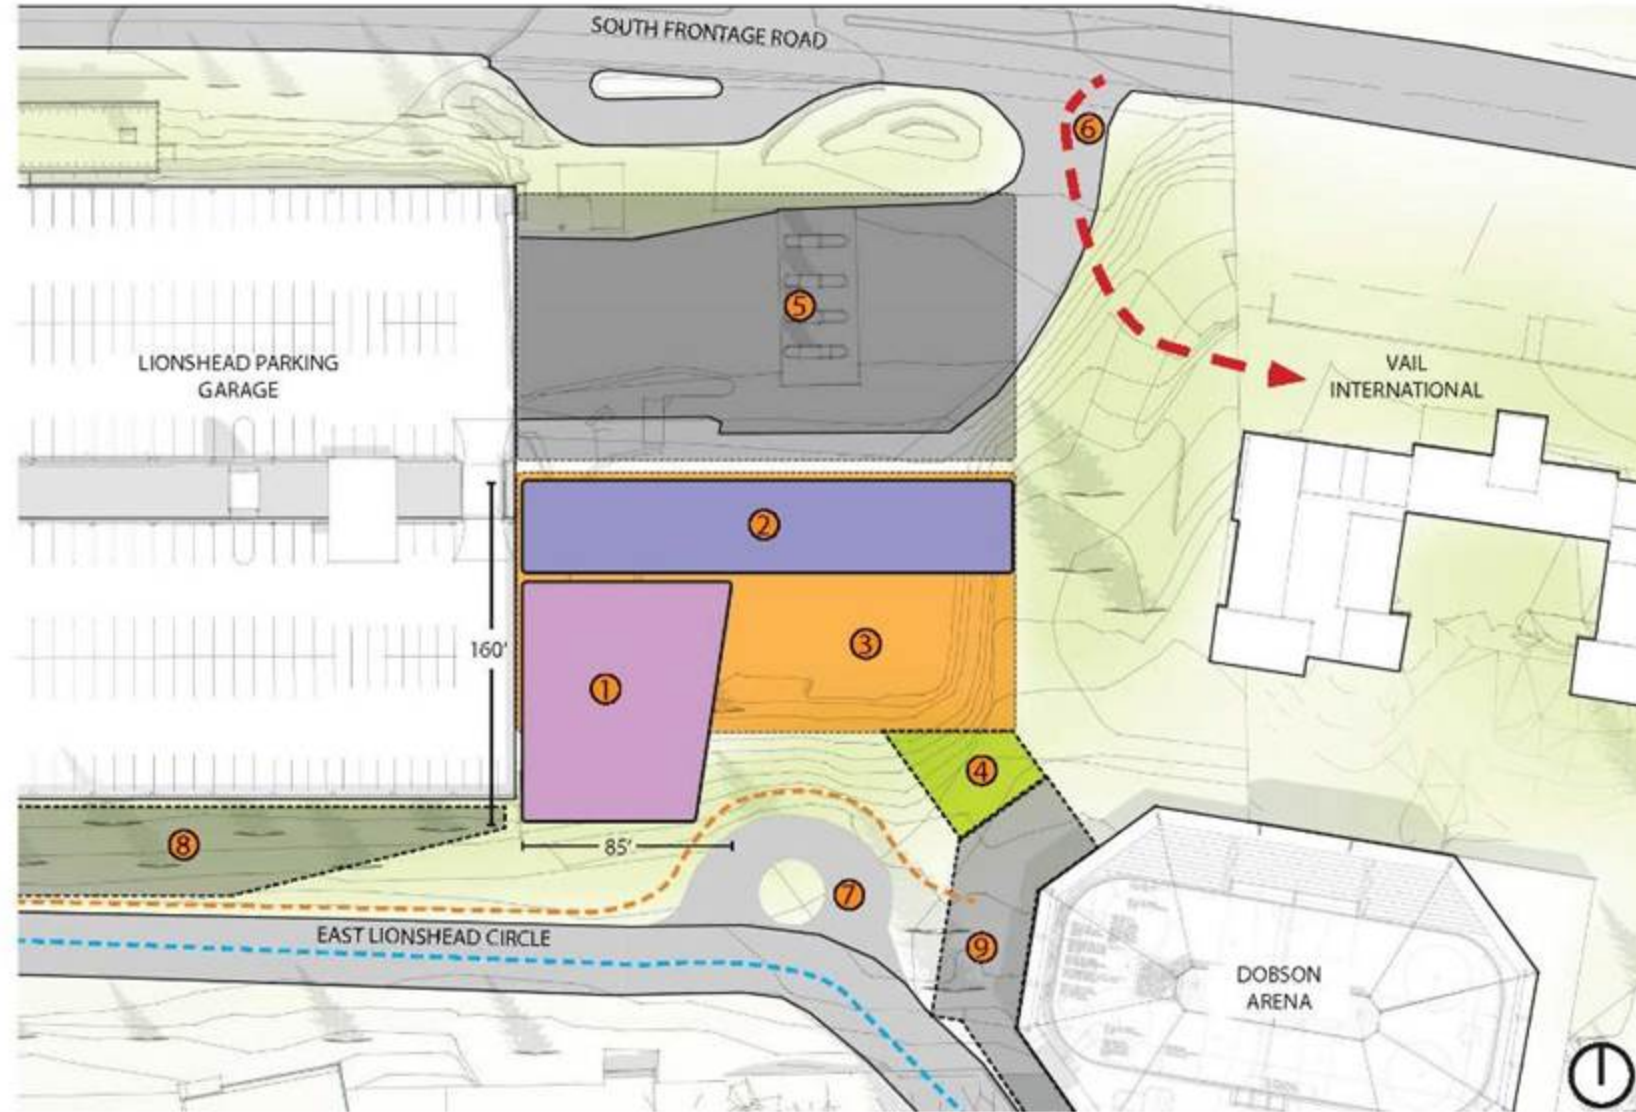 SOUTH FRONTAGE ROAD
6
5
LIONSHEAD PARKING
GARAGE
VAIL
INTERNATIONAL
2
3
160'
1
4
8
85'
7
EAST LIONSHEAD CIRCLE
9
DOBSON
ARENA